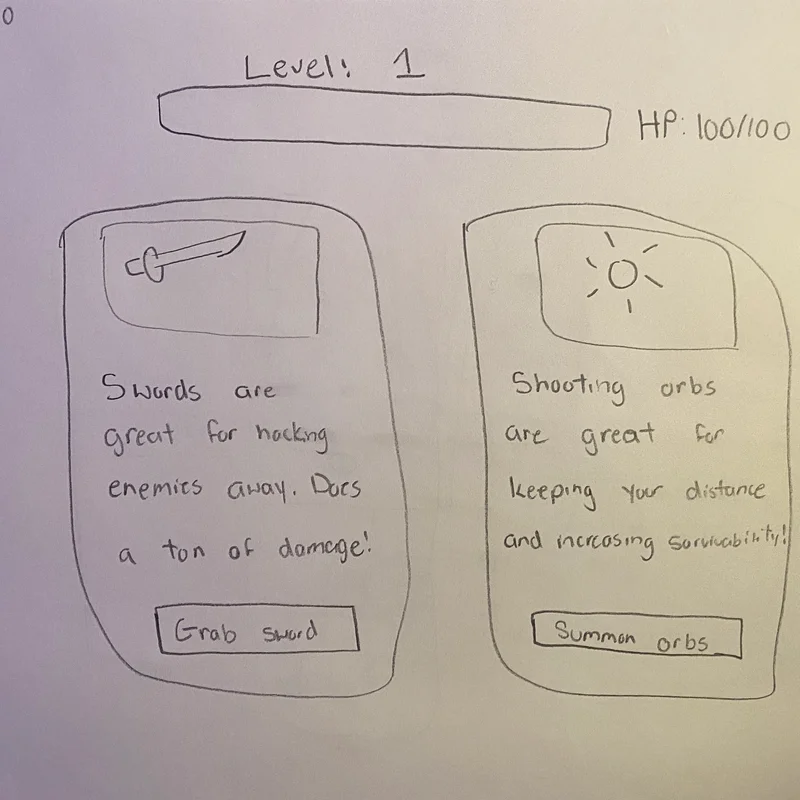 0
Level: 1
HP: 100/100
Swords are
great for hacking
enemies away. Does
a ton of damage!
Grab sword
Shooting orbs
are great for
keeping your distance
and increasing survivability!
Summon orbs